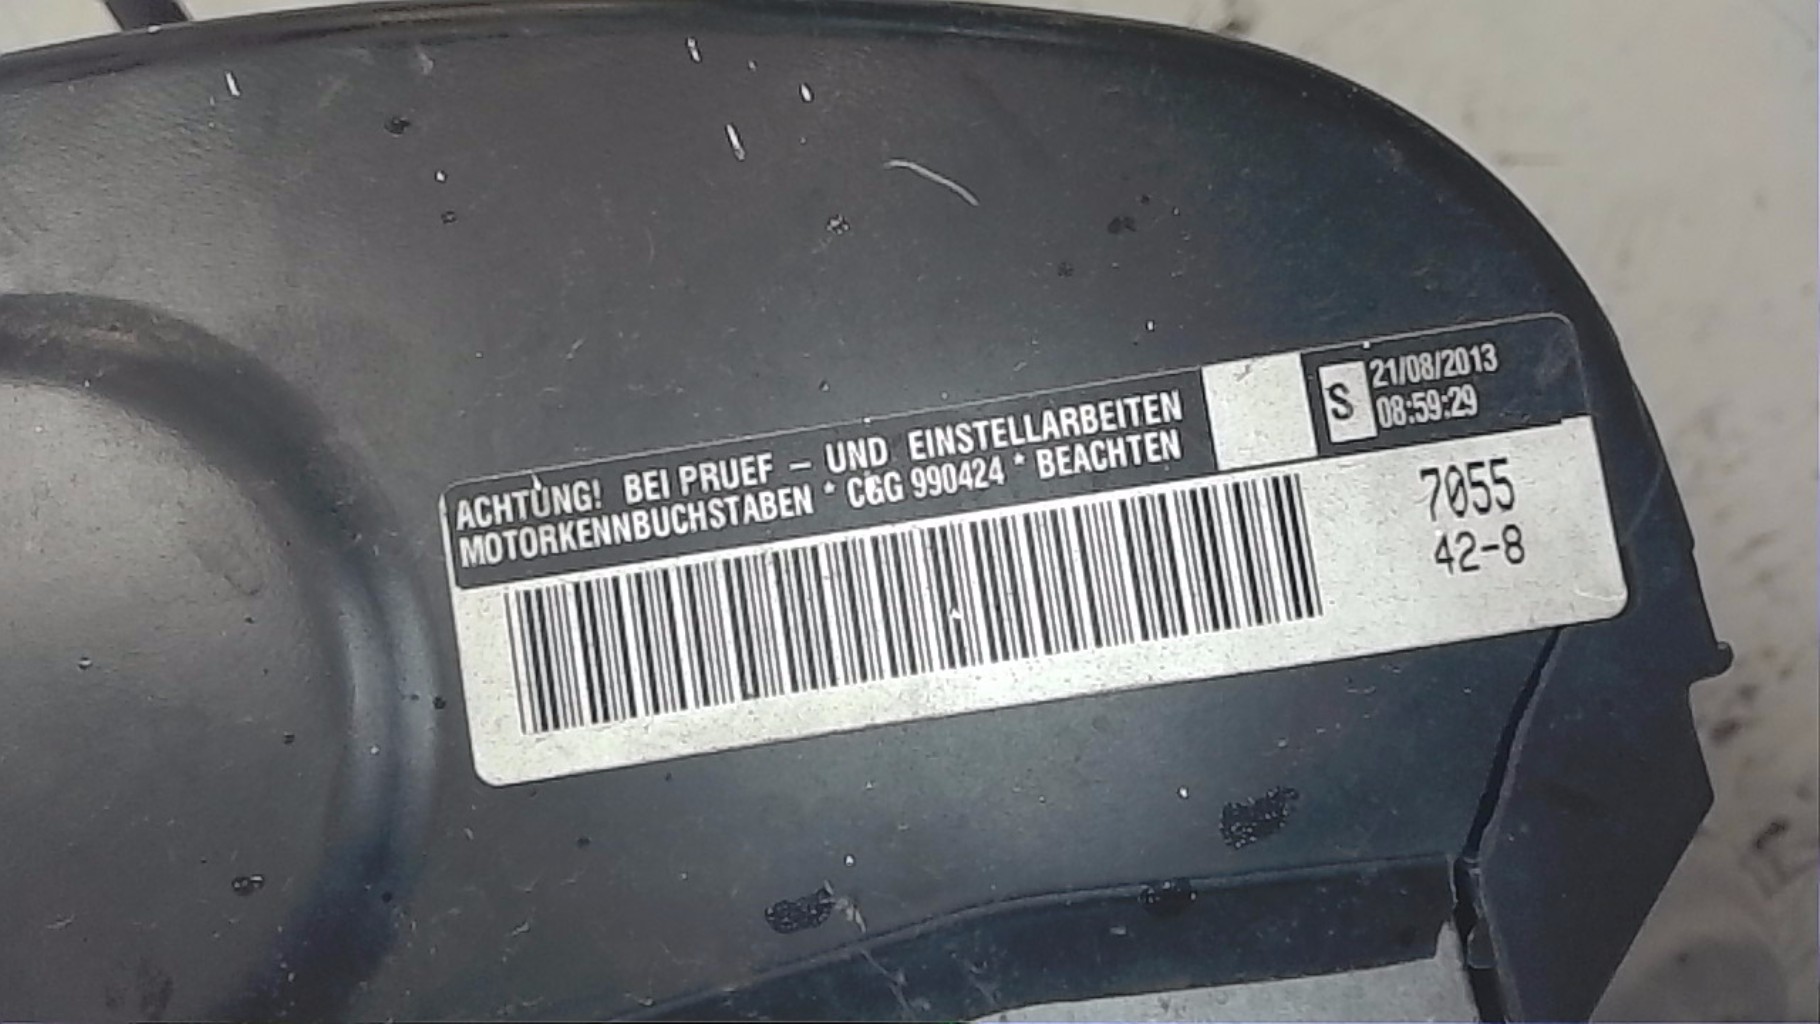 ACHTUNG! BEI PRUEF - UND EINSTELLARBEITEN
MOTORKENNBUCHSTABEN * CGG 990424 * BEACHTEN
S
21/08/2013
08:59:29
7055
42-8